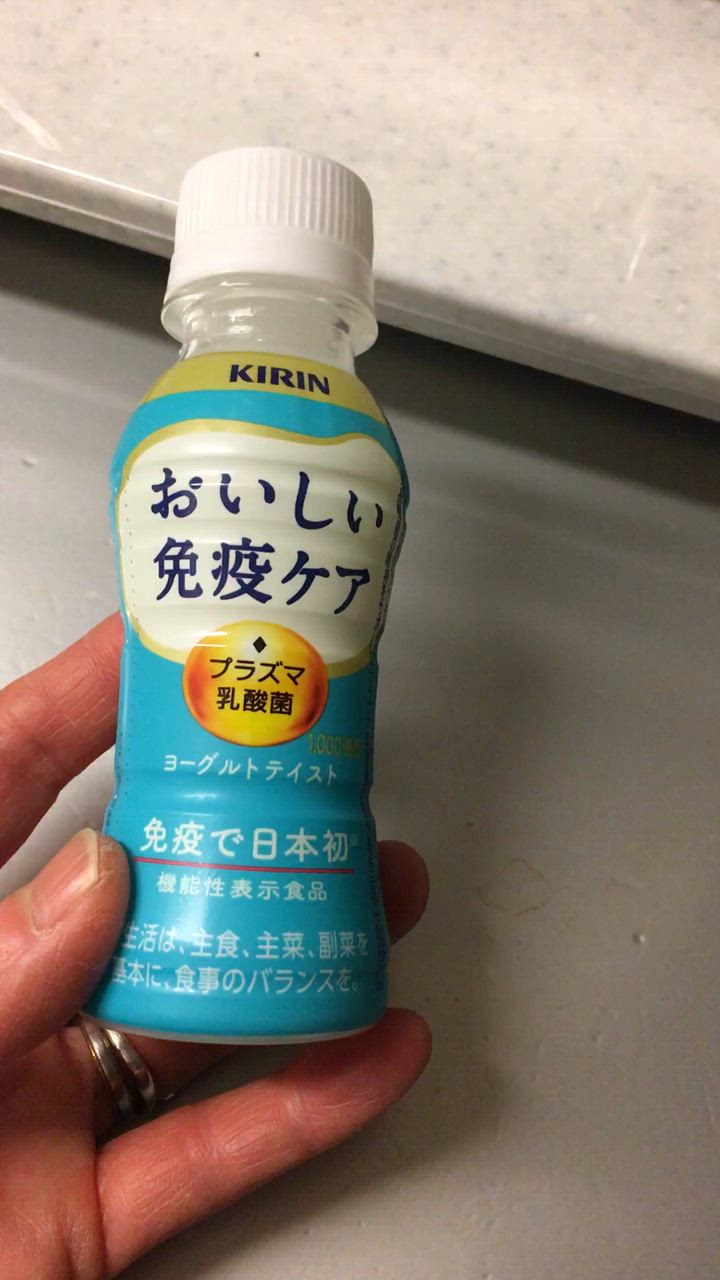 KIRIN
おいしい
免疫ケア
プラズマ
乳酸菌
ヨーグルトテイスト
免疫で日本初
機能性表示食品
生活は、主食、主菜、副菜を
基本に、食事のバランスを。